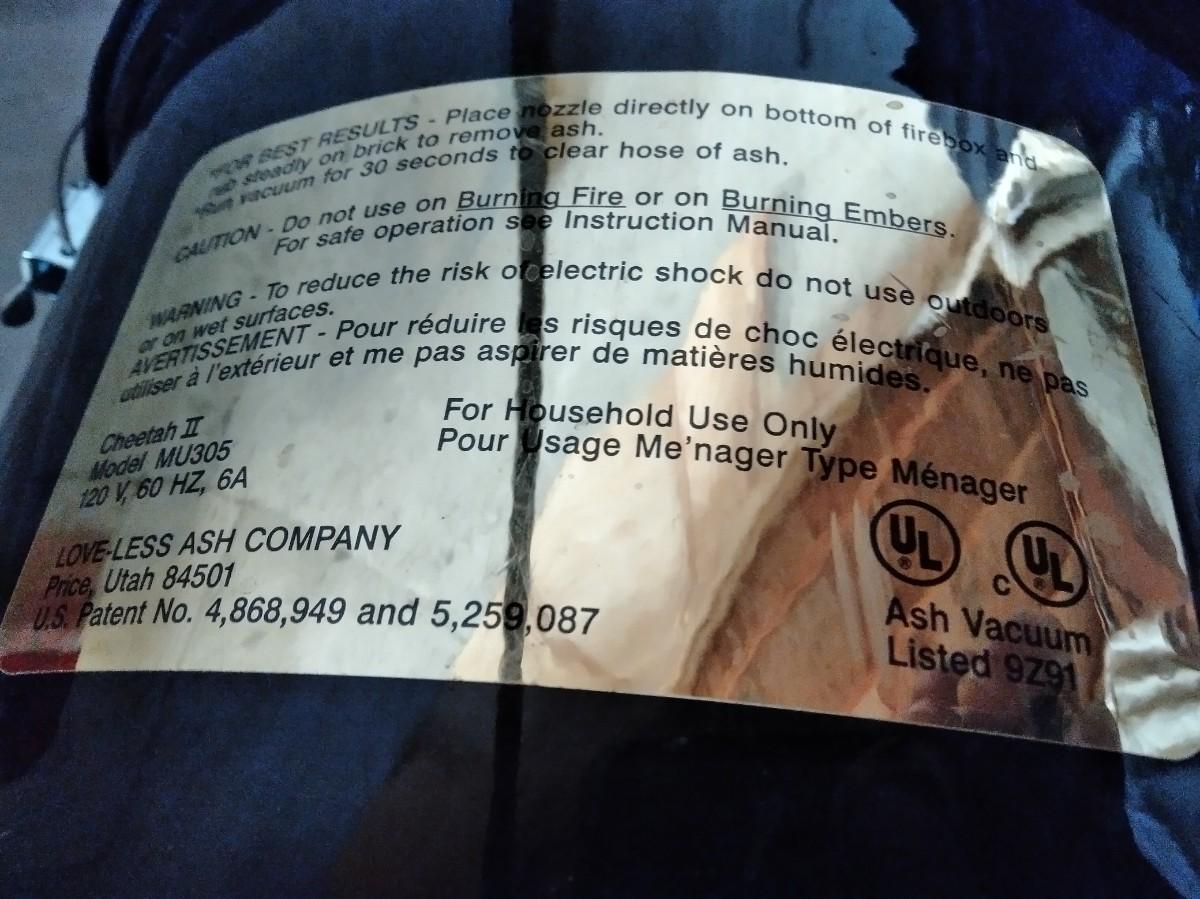 *FOR BEST RESULTS - Place nozzle directly on bottom of firebox and
rub steadily on brick to remove ash.
*Run vacuum for 30 seconds to clear hose of ash.
CAUTION - Do not use on Burning Fire or on Burning Embers.
For safe operation see Instruction Manual.
WARNING - To reduce the risk of electric shock do not use outdoors
or on wet surfaces.
AVERTISSEMENT - Pour réduire les risques de choc électrique, ne pas
utiliser à l'extérieur et me pas aspirer de matières humides.
For Household Use Only
Pour Usage Me'nager Type Ménager
Cheetah II
Model MU305
120 V, 60 HZ, 6A
LOVE-LESS ASH COMPANY
Price, Utah 84501
U.S. Patent No. 4,868,949 and 5,259,087
UL ®
C UL ®
Ash Vacuum
Listed 9Z91